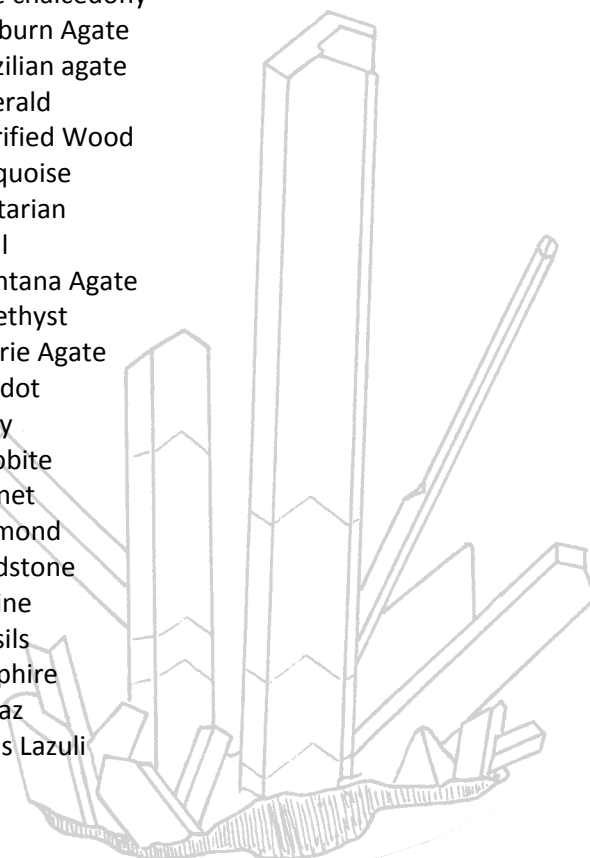 e chalcedony
burn Agate
zilian agate
erald
rified Wood
quoise
tarian
l
ntana Agate
ethyst
rie Agate
dot
y
obite
net
mond
dstone
ine
sils
phire
az
s Lazuli